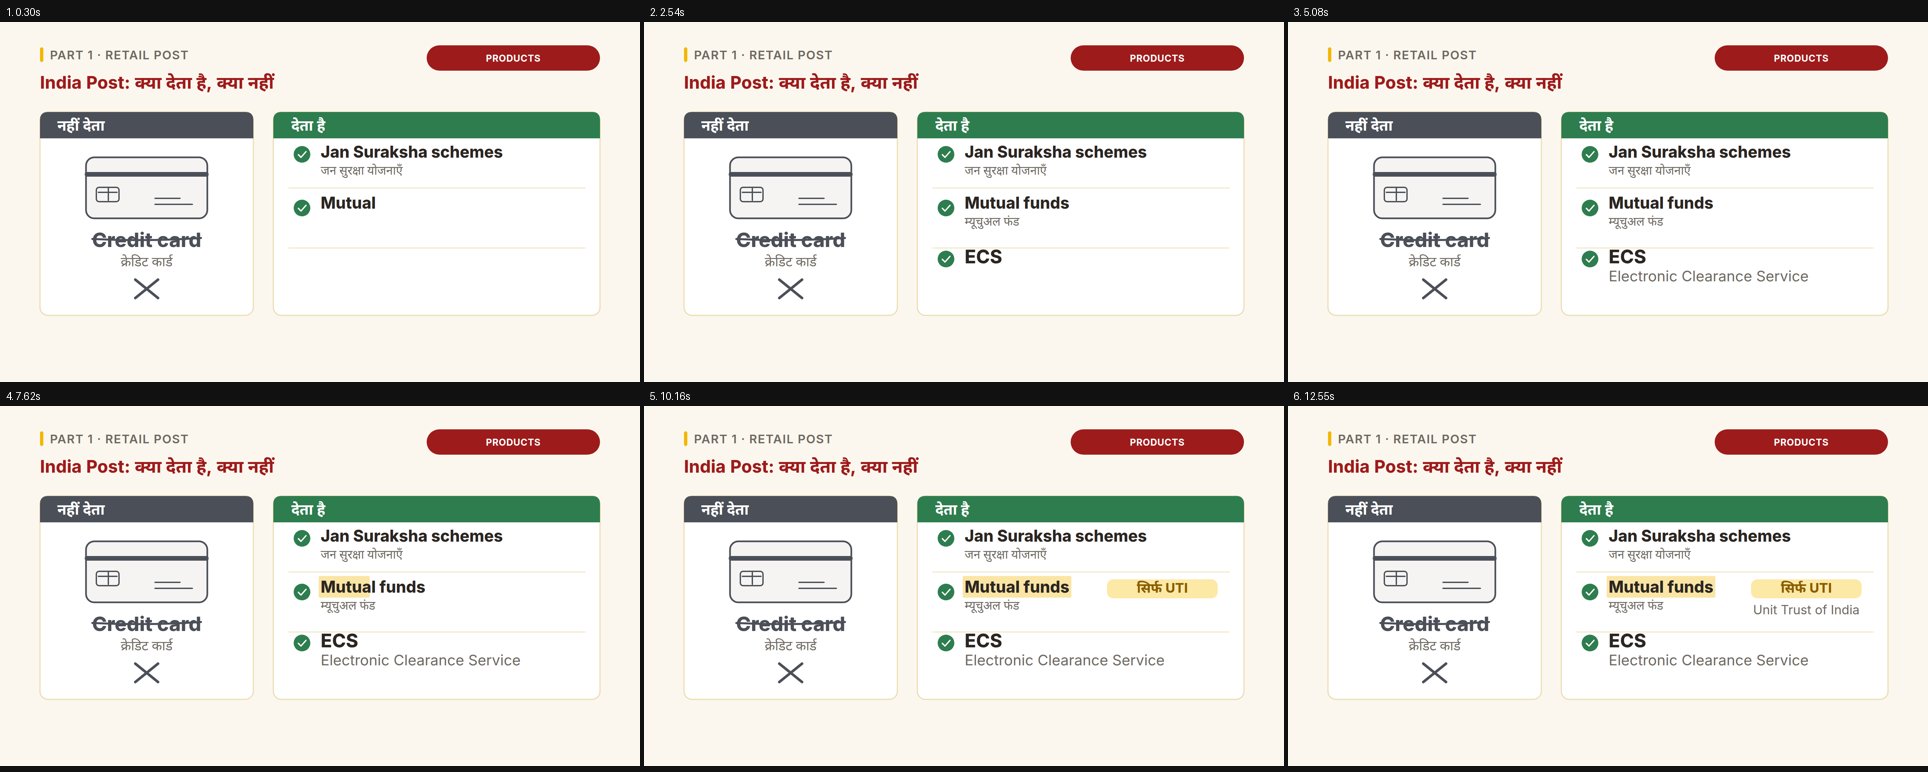 1. 0.30s
PART 1 · RETAIL POST
PRODUCTS
India Post: क्या देता है, क्या नहीं
नहीं देता
Credit card
क्रेडिट कार्ड
देता है
Jan Suraksha schemes
जन सुरक्षा योजनाएँ
Mutual
2. 2.54s
PART 1 · RETAIL POST
PRODUCTS
India Post: क्या देता है, क्या नहीं
नहीं देता
Credit card
क्रेडिट कार्ड
देता है
Jan Suraksha schemes
जन सुरक्षा योजनाएँ
Mutual funds
म्यूचुअल फंड
ECS
3. 5.08s
PART 1 · RETAIL POST
PRODUCTS
India Post: क्या देता है, क्या नहीं
नहीं देता
Credit card
क्रेडिट कार्ड
देता है
Jan Suraksha schemes
जन सुरक्षा योजनाएँ
Mutual funds
म्यूचुअल फंड
ECS
Electronic Clearance Service
4. 7.62s
PART 1 · RETAIL POST
PRODUCTS
India Post: क्या देता है, क्या नहीं
नहीं देता
Credit card
क्रेडिट कार्ड
देता है
Jan Suraksha schemes
जन सुरक्षा योजनाएँ
Mutual funds
म्यूचुअल फंड
ECS
Electronic Clearance Service
5. 10.16s
PART 1 · RETAIL POST
PRODUCTS
India Post: क्या देता है, क्या नहीं
नहीं देता
Credit card
क्रेडिट कार्ड
देता है
Jan Suraksha schemes
जन सुरक्षा योजनाएँ
Mutual funds
सिर्फ UTI
म्यूचुअल फंड
ECS
Electronic Clearance Service
6. 12.55s
PART 1 · RETAIL POST
PRODUCTS
India Post: क्या देता है, क्या नहीं
नहीं देता
Credit card
क्रेडिट कार्ड
देता है
Jan Suraksha schemes
जन सुरक्षा योजनाएँ
Mutual funds
सिर्फ UTI
म्यूचुअल फंड
Unit Trust of India
ECS
Electronic Clearance Service